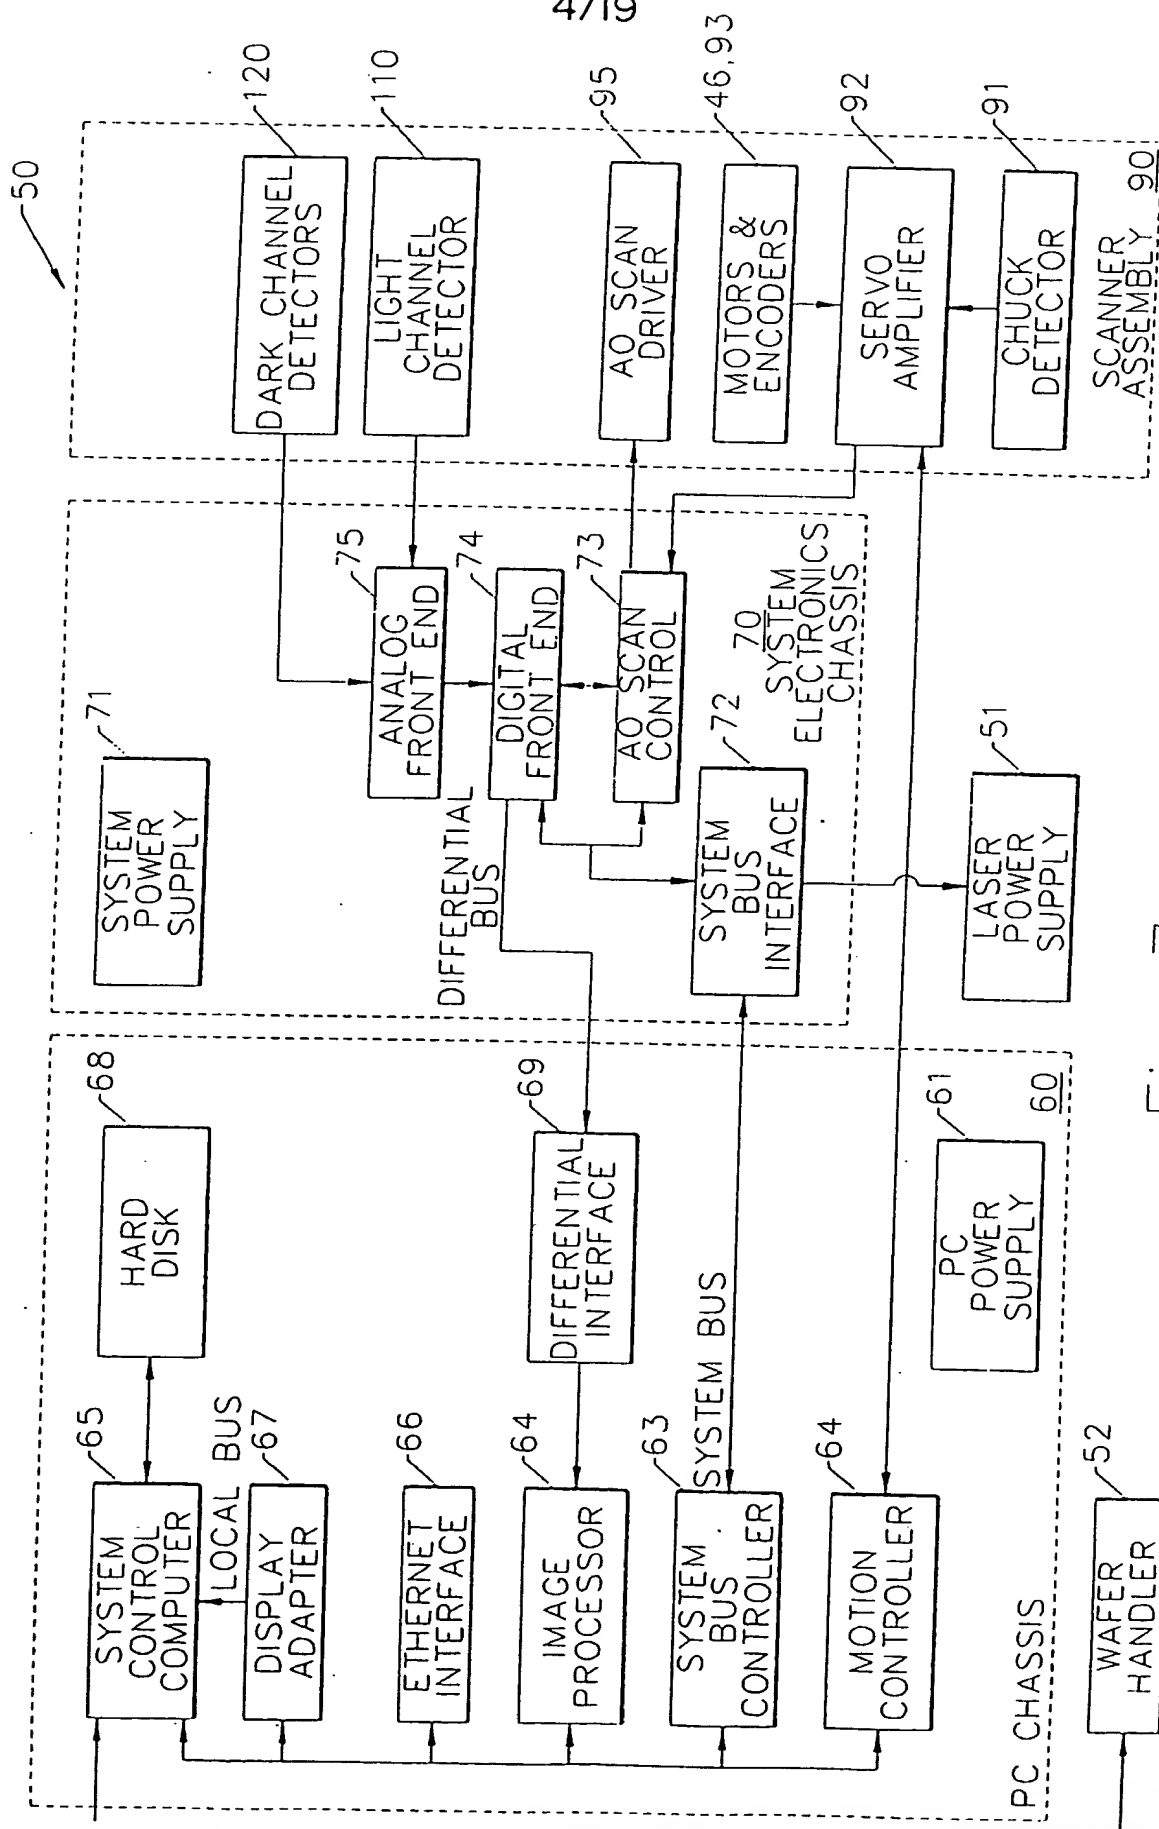 4/19
50
120
DARK CHANNEL
DETECTORS
110
LIGHT
CHANNEL
DETECTOR
95
AO SCAN
DRIVER
46,93
MOTORS &
ENCODERS
92
SERVO
AMPLIFIER
91
CHUCK
DETECTOR
SCANNER
ASSEMBLY
90
71
SYSTEM
POWER
SUPPLY
75
ANALOG
FRONT END
74
DIGITAL
FRONT END
73
AO SCAN
CONTROL
72
SYSTEM
BUS
INTERFACE
70
SYSTEM
ELECTRONICS
CHASSIS
DIFFERENTIAL
BUS
51
LASER
POWER
SUPPLY
68
HARD
DISK
69
DIFFERENTIAL
INTERFACE
61
PC
POWER
SUPPLY
60
65
SYSTEM
CONTROL
COMPUTER
LOCAL BUS
67
DISPLAY
ADAPTER
66
ETHERNET
INTERFACE
64
IMAGE
PROCESSOR
63
SYSTEM
BUS
CONTROLLER
SYSTEM BUS
64
MOTION
CONTROLLER
PC CHASSIS
52
WAFER
HANDLER